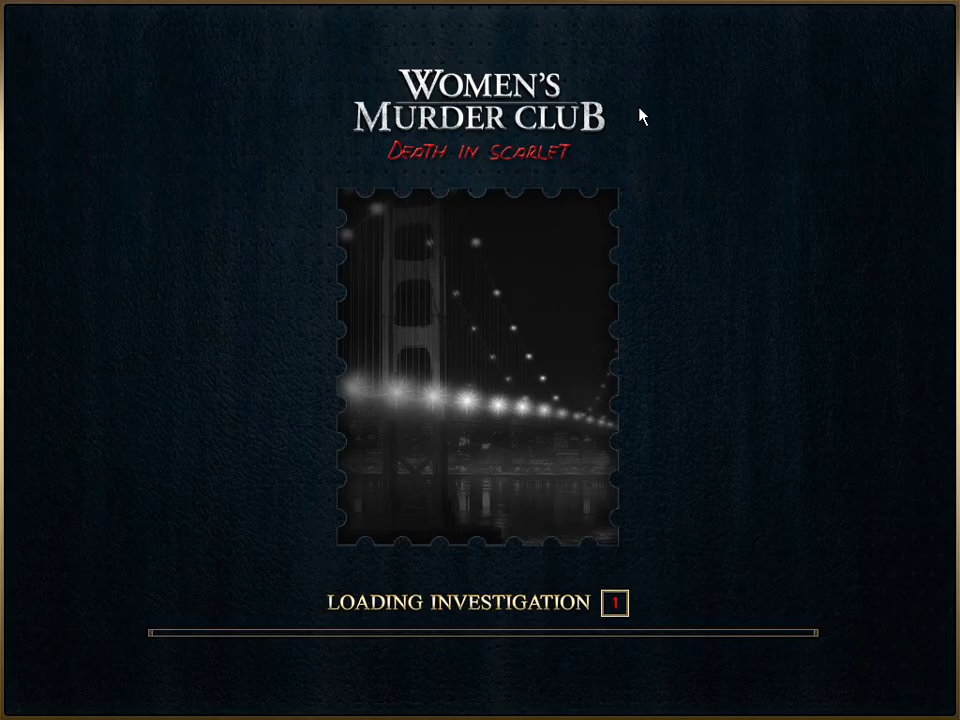 WOMEN'S
MURDER CLUB
DEATH IN SCARLET
LOADING INVESTIGATION 1